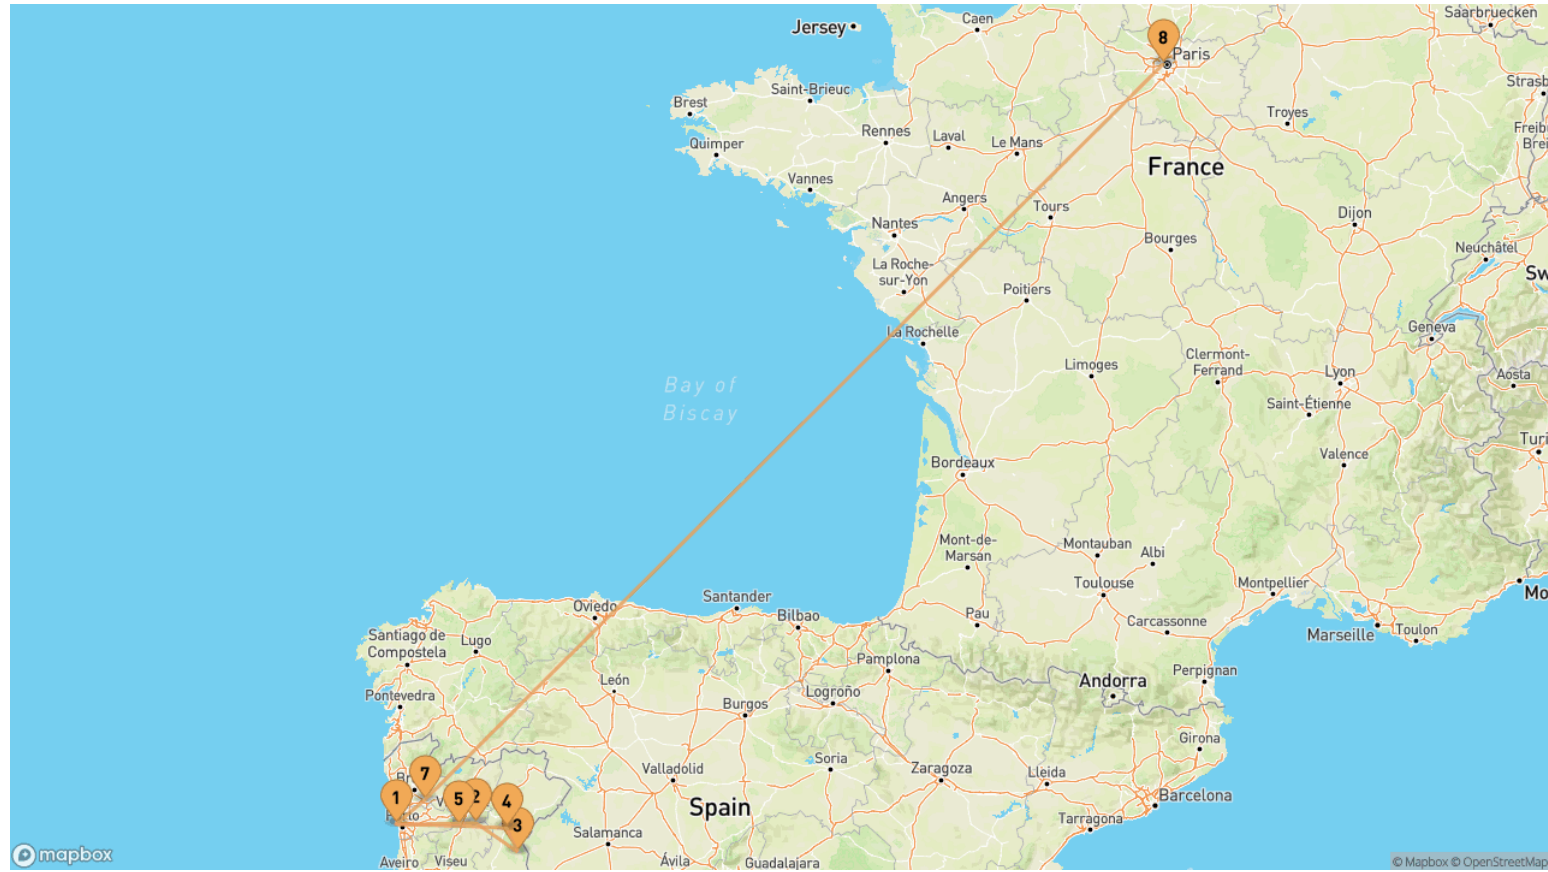 Jersey
Caen
Saarbruecken
8
Paris
Brest
Saint-Brieuc
Strasb
Troyes
Rennes
Laval
Le Mans
Freib
Brei
Quimper
France
Vannes
Angers
Tours
Dijon
Nantes
Bourges
Neuchâtel
La Roche-
sur-Yon
Sw
Poitiers
La Rochelle
Geneva
Bay of
Biscay
Limoges
Clermont-
Ferrand
Lyon
Aosta
Saint-Étienne
Turi
Valence
Bordeaux
Mont-de-
Marsan
Montauban
Albi
Toulouse
Montpellier
Mo
Oviedo
Santander
Bilbao
Pau
Carcassonne
Marseille
Toulon
Santiago de
Compostela
Lugo
Pamplona
Perpignan
Andorra
Pontevedra
León
Logroño
Burgos
Girona
Soria
Valladolid
Zaragoza
Lleida
7
Br
1
5
2
4
V
Spain
Barcelona
3
Salamanca
Tarragona
Aveiro
Viseu
Ávila
Guadalajara
mapbox
© Mapbox © OpenStreetMap